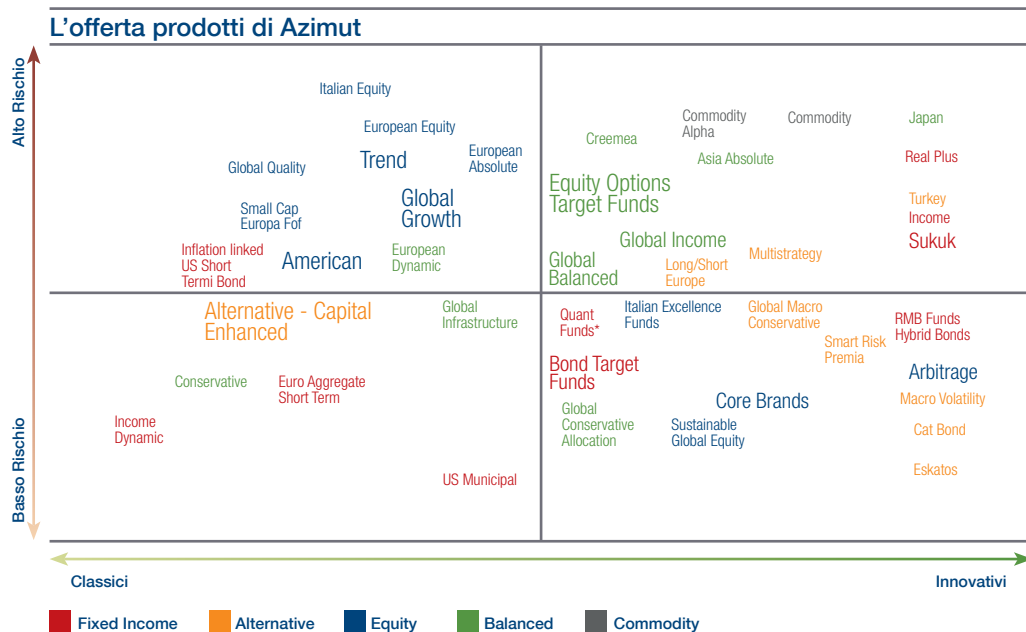 L'offerta prodotti di Azimut
Alto Rischio
Basso Rischio
Italian Equity
European Equity
Trend
European
Absolute
Global Quality
Global
Growth
Small Cap
Europa Fof
Inflation linked
US Short
Termi Bond
American
European
Dynamic
Commodity
Alpha
Commodity
Japan
Creemea
Asia Absolute
Real Plus
Equity Options
Target Funds
Turkey
Income
Sukuk
Global Income
Multistrategy
Global
Balanced
Long/Short
Europe
Alternative - Capital
Enhanced
Global
Infrastructure
Conservative
Euro Aggregate
Short Term
Income
Dynamic
US Municipal
Quant
Funds*
Italian Excellence
Funds
Global Macro
Conservative
RMB Funds
Hybrid Bonds
Smart Risk
Premia
Bond Target
Funds
Arbitrage
Core Brands
Macro Volatility
Global
Conservative
Allocation
Sustainable
Global Equity
Cat Bond
Eskatos
Classici
Innovativi
Fixed Income
Alternative
Equity
Balanced
Commodity